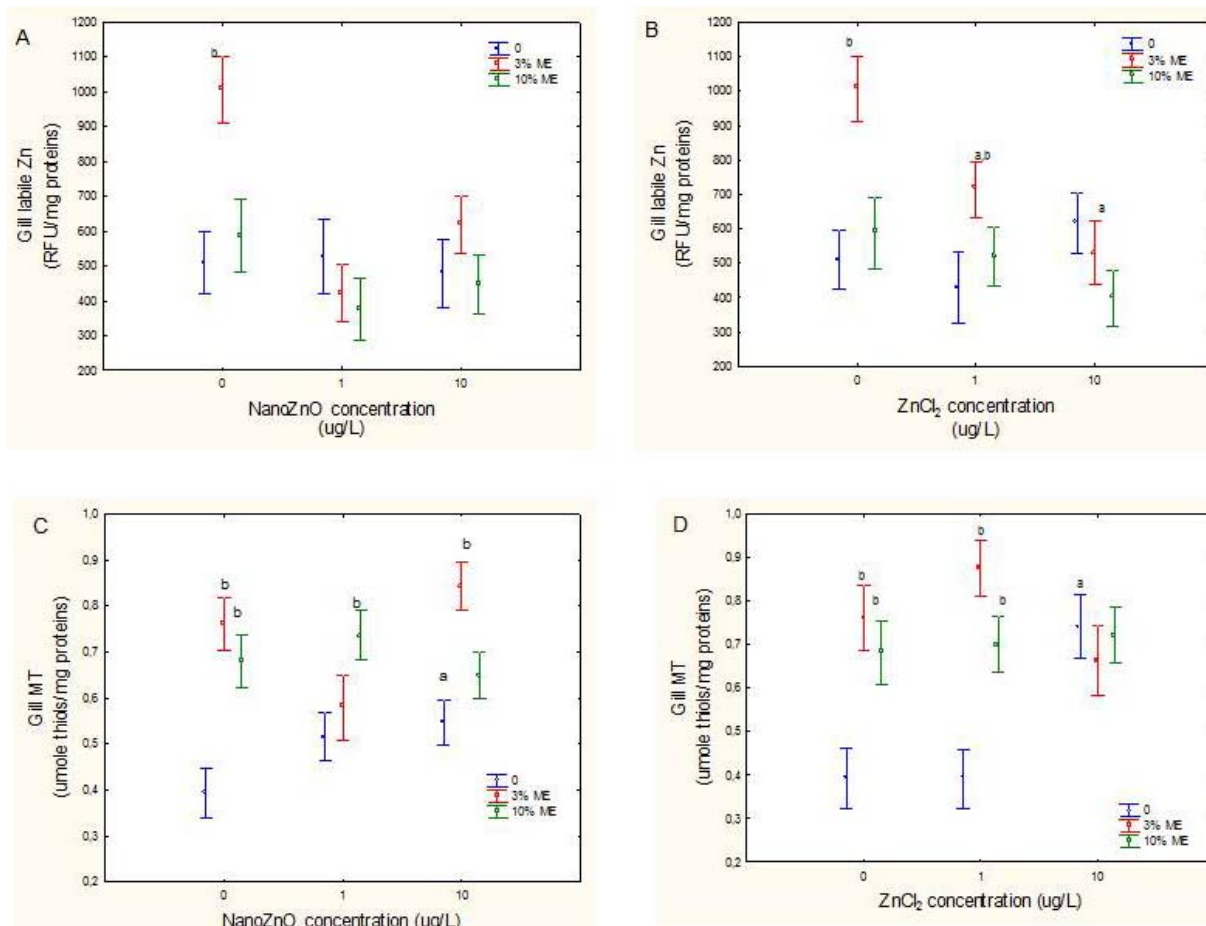 A
1200
1100
1000
900
800
700
600
500
400
300
200
Gill labile Zn
(RFU/mg proteins)
b
0
3% ME
10% ME
0 1 10
NanoZnO concentration
(ug/L)
B
1200
1100
1000
900
800
700
600
500
400
300
200
Gill labile Zn
(RFU/mg proteins)
b
a,b
a
0
3% ME
10% ME
0 1 10
ZnCl₂ concentration
(ug/L)
C
1,0
0,9
0,8
0,7
0,6
0,5
0,4
0,3
0,2
Gill MT
(umole thiols/mg proteins)
b
b
b
b
a
0
3% ME
10% ME
0 1 10
NanoZnO concentration (ug/L)
D
1,0
0,9
0,8
0,7
0,6
0,5
0,4
0,3
0,2
Gill MT
(umole thiols/mg proteins)
b
b
b
b
a
0
3% ME
10% ME
0 1 10
ZnCl₂ concentration (ug/L)